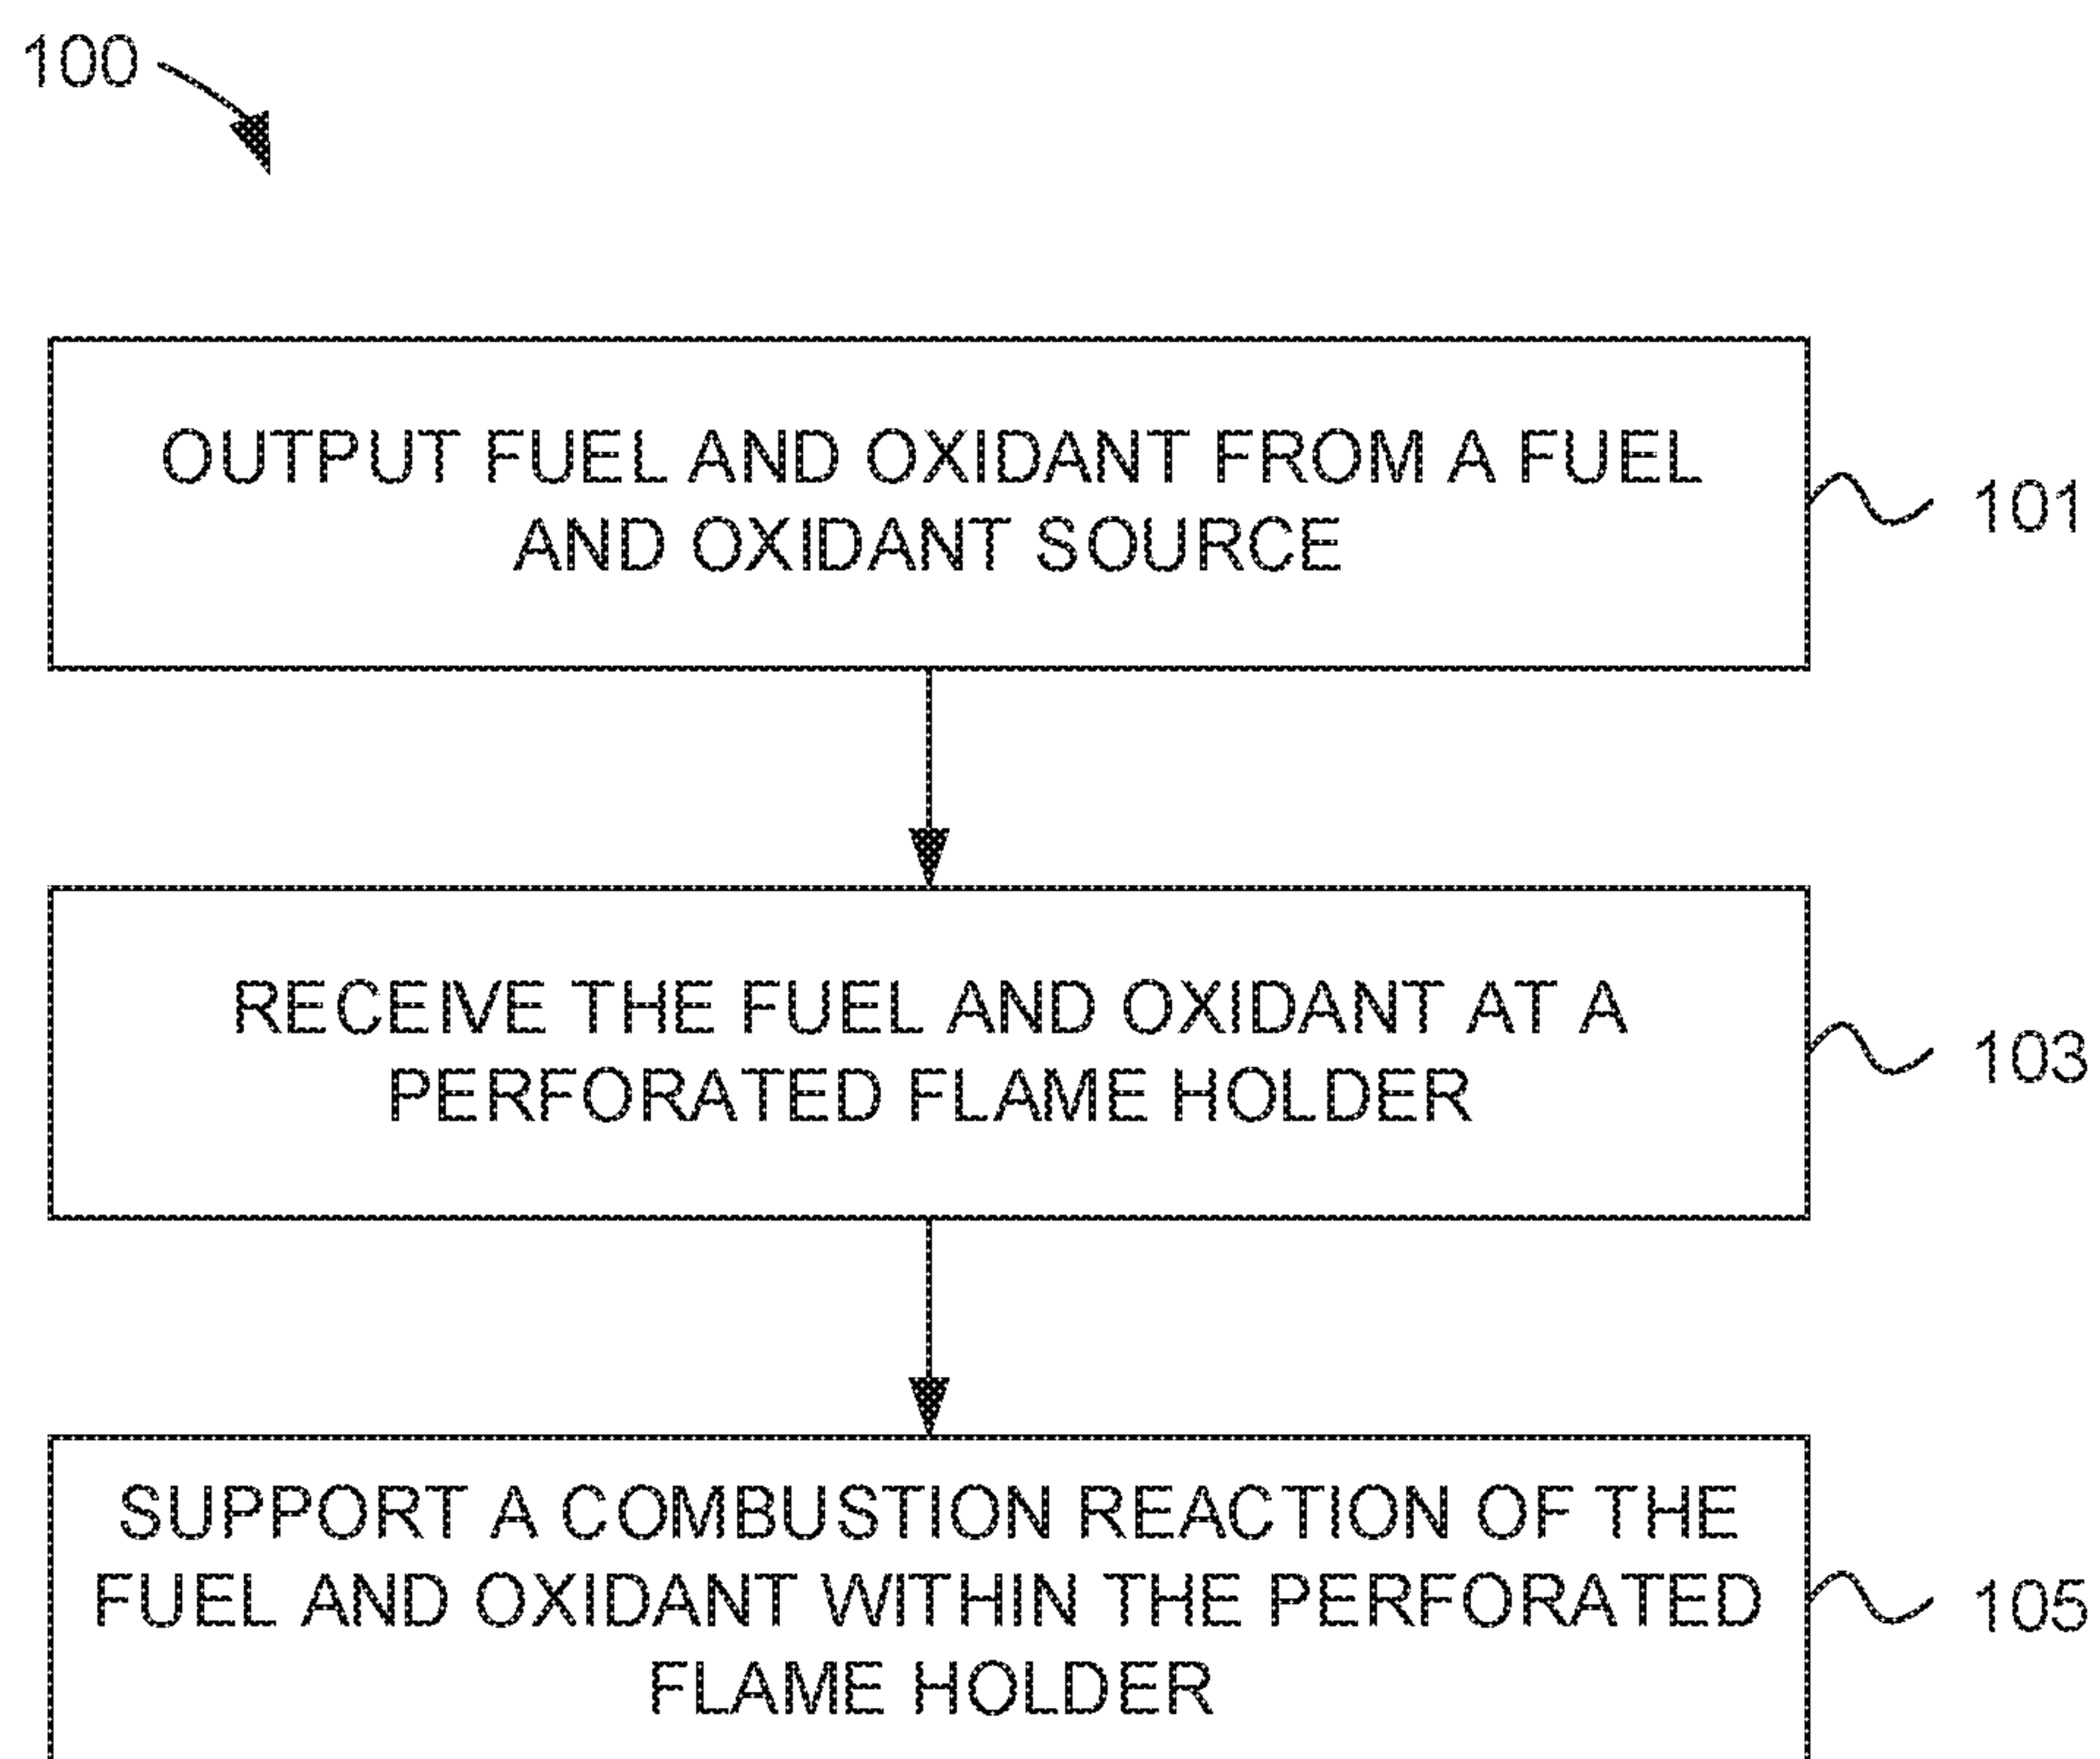 100
OUTPUT FUEL AND OXIDANT FROM A FUEL
AND OXIDANT SOURCE
101
RECEIVE THE FUEL AND OXIDANT AT A
PERFORATED FLAME HOLDER
103
SUPPORT A COMBUSTION REACTION OF THE
FUEL AND OXIDANT WITHIN THE PERFORATED
FLAME HOLDER
105